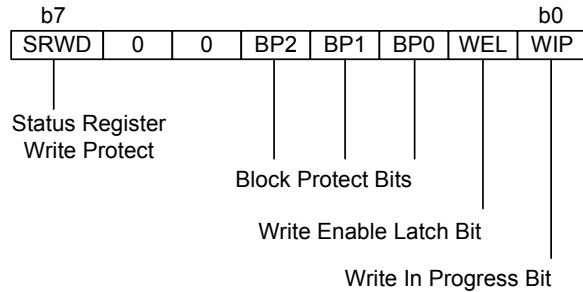 b7 b0
SRWD 0 0 BP2 BP1 BP0 WEL WIP
Status Register
Write Protect
Block Protect Bits
Write Enable Latch Bit
Write In Progress Bit